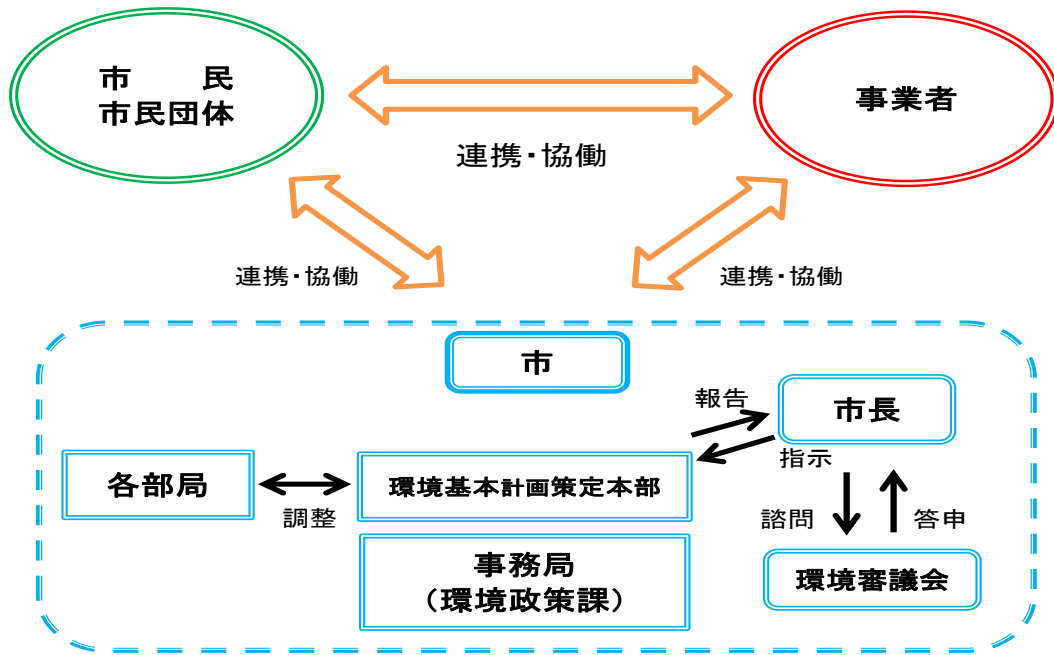 市　　民
市民団体
事業者
連携・協働
連携・協働
連携・協働
市
報告
市長
指示
各部局
調整
環境基本計画策定本部
諮問
答申
事務局
（環境政策課）
環境審議会